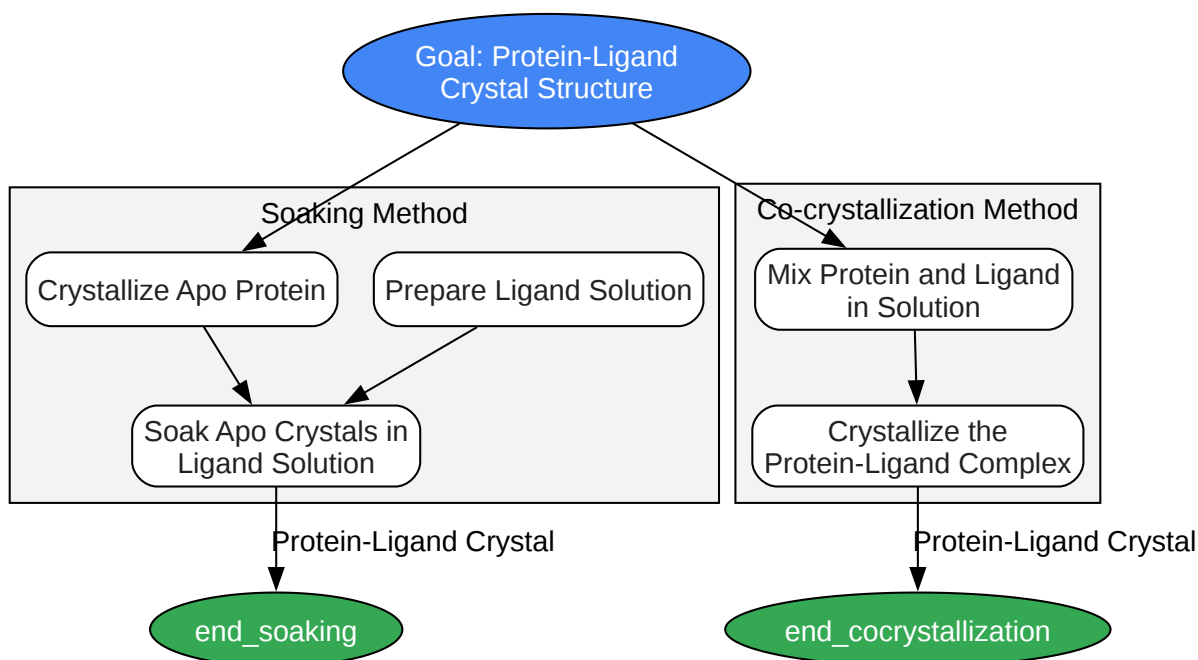 Goal: Protein-Ligand
Crystal Structure
Soaking Method
Co-crystallization Method
Crystallize Apo Protein
Prepare Ligand Solution
Mix Protein and Ligand
in Solution
Soak Apo Crystals in
Ligand Solution
Crystallize the
Protein-Ligand Complex
Protein-Ligand Crystal
Protein-Ligand Crystal
end_soaking
end_cocrystallization